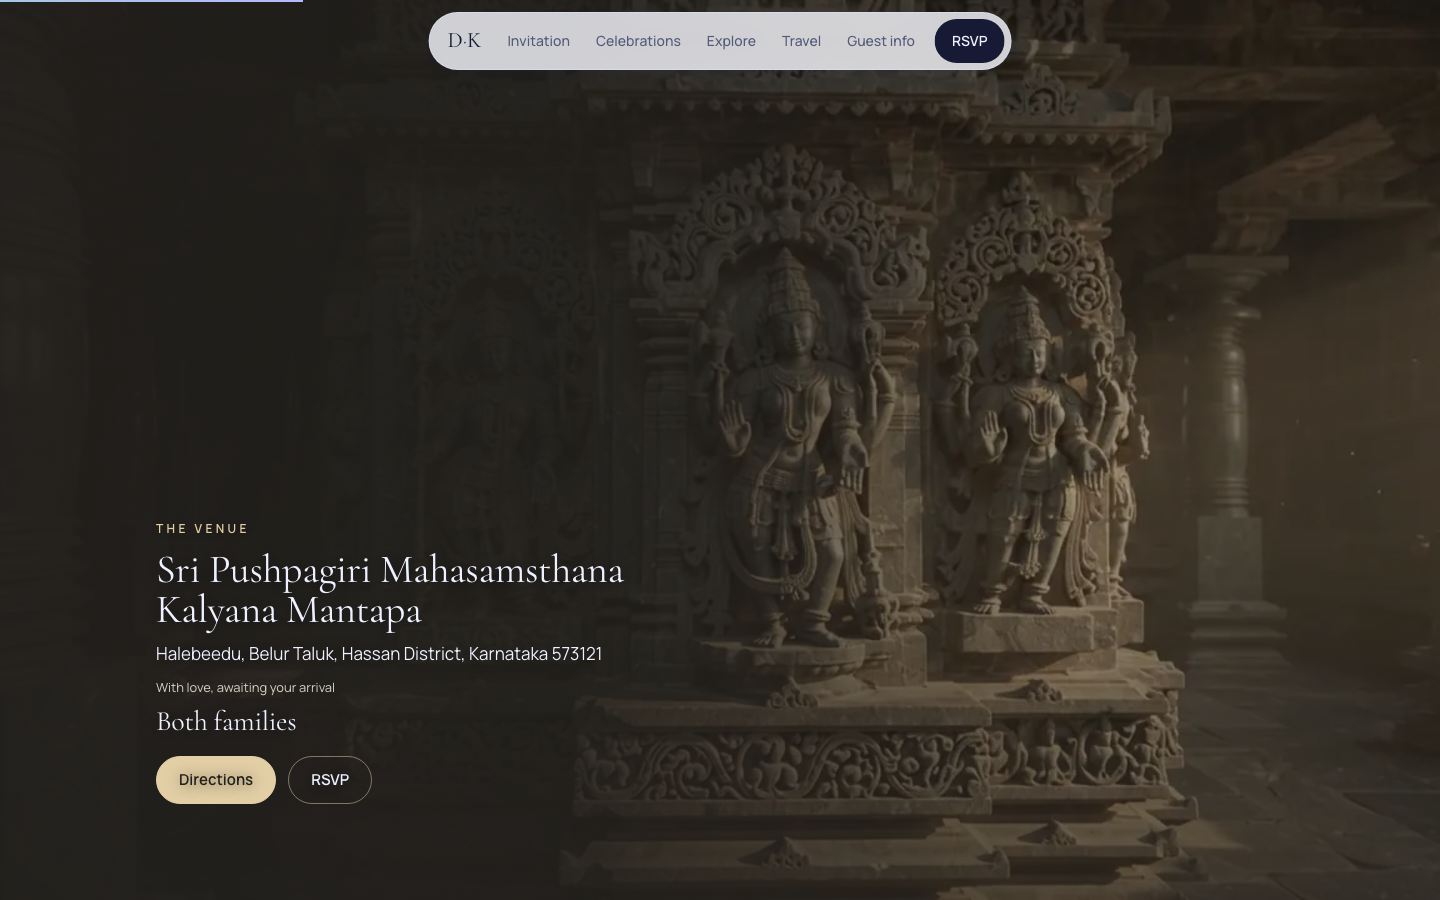 D·K
Invitation
Celebrations
Explore
Travel
Guest info
RSVP
THE VENUE
Sri Pushpagiri Mahasamsthana
Kalyana Mantapa
Halebeedu, Belur Taluk, Hassan District, Karnataka 573121
With love, awaiting your arrival
Both families
Directions
RSVP